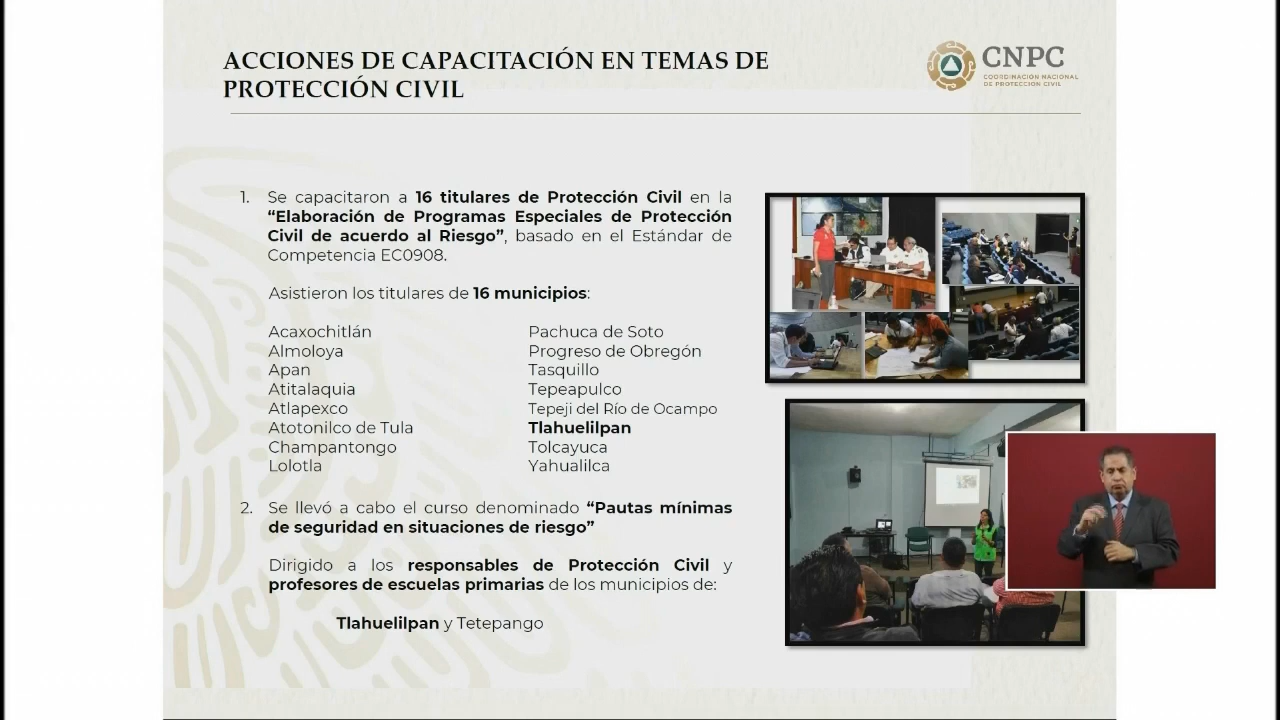 ACCIONES DE CAPACITACIÓN EN TEMAS DE
PROTECCIÓN CIVIL
CNPC
COORDINACIÓN NACIONAL
DE PROTECCIÓN CIVIL
1. Se capacitaron a 16 titulares de Protección Civil en la
“Elaboración de Programas Especiales de Protección
Civil de acuerdo al Riesgo”, basado en el Estándar de
Competencia EC0908.
Asistieron los titulares de 16 municipios:
Acaxochitlán
Almoloya
Apan
Atitalaquia
Atlapexco
Atotonilco de Tula
Champantongo
Lolotla
Pachuca de Soto
Progreso de Obregón
Tasquillo
Tepeapulco
Tepeji del Río de Ocampo
Tlahuelilpan
Tolcayuca
Yahualilca
2. Se llevó a cabo el curso denominado “Pautas mínimas
de seguridad en situaciones de riesgo”
Dirigido a los responsables de Protección Civil y
profesores de escuelas primarias de los municipios de:
Tlahuelilpan y Tetepango